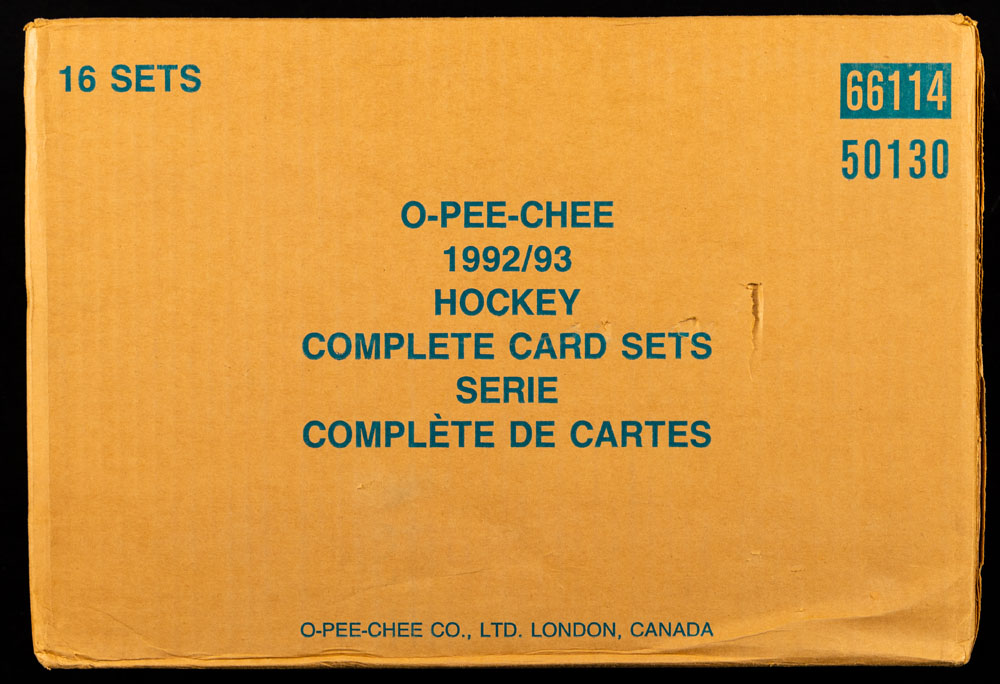 16 SETS
66114
50130
O-PEE-CHEE
1992/93
HOCKEY
COMPLETE CARD SETS
SERIE
COMPLÈTE DE CARTES
O-PEE-CHEE CO., LTD. LONDON, CANADA